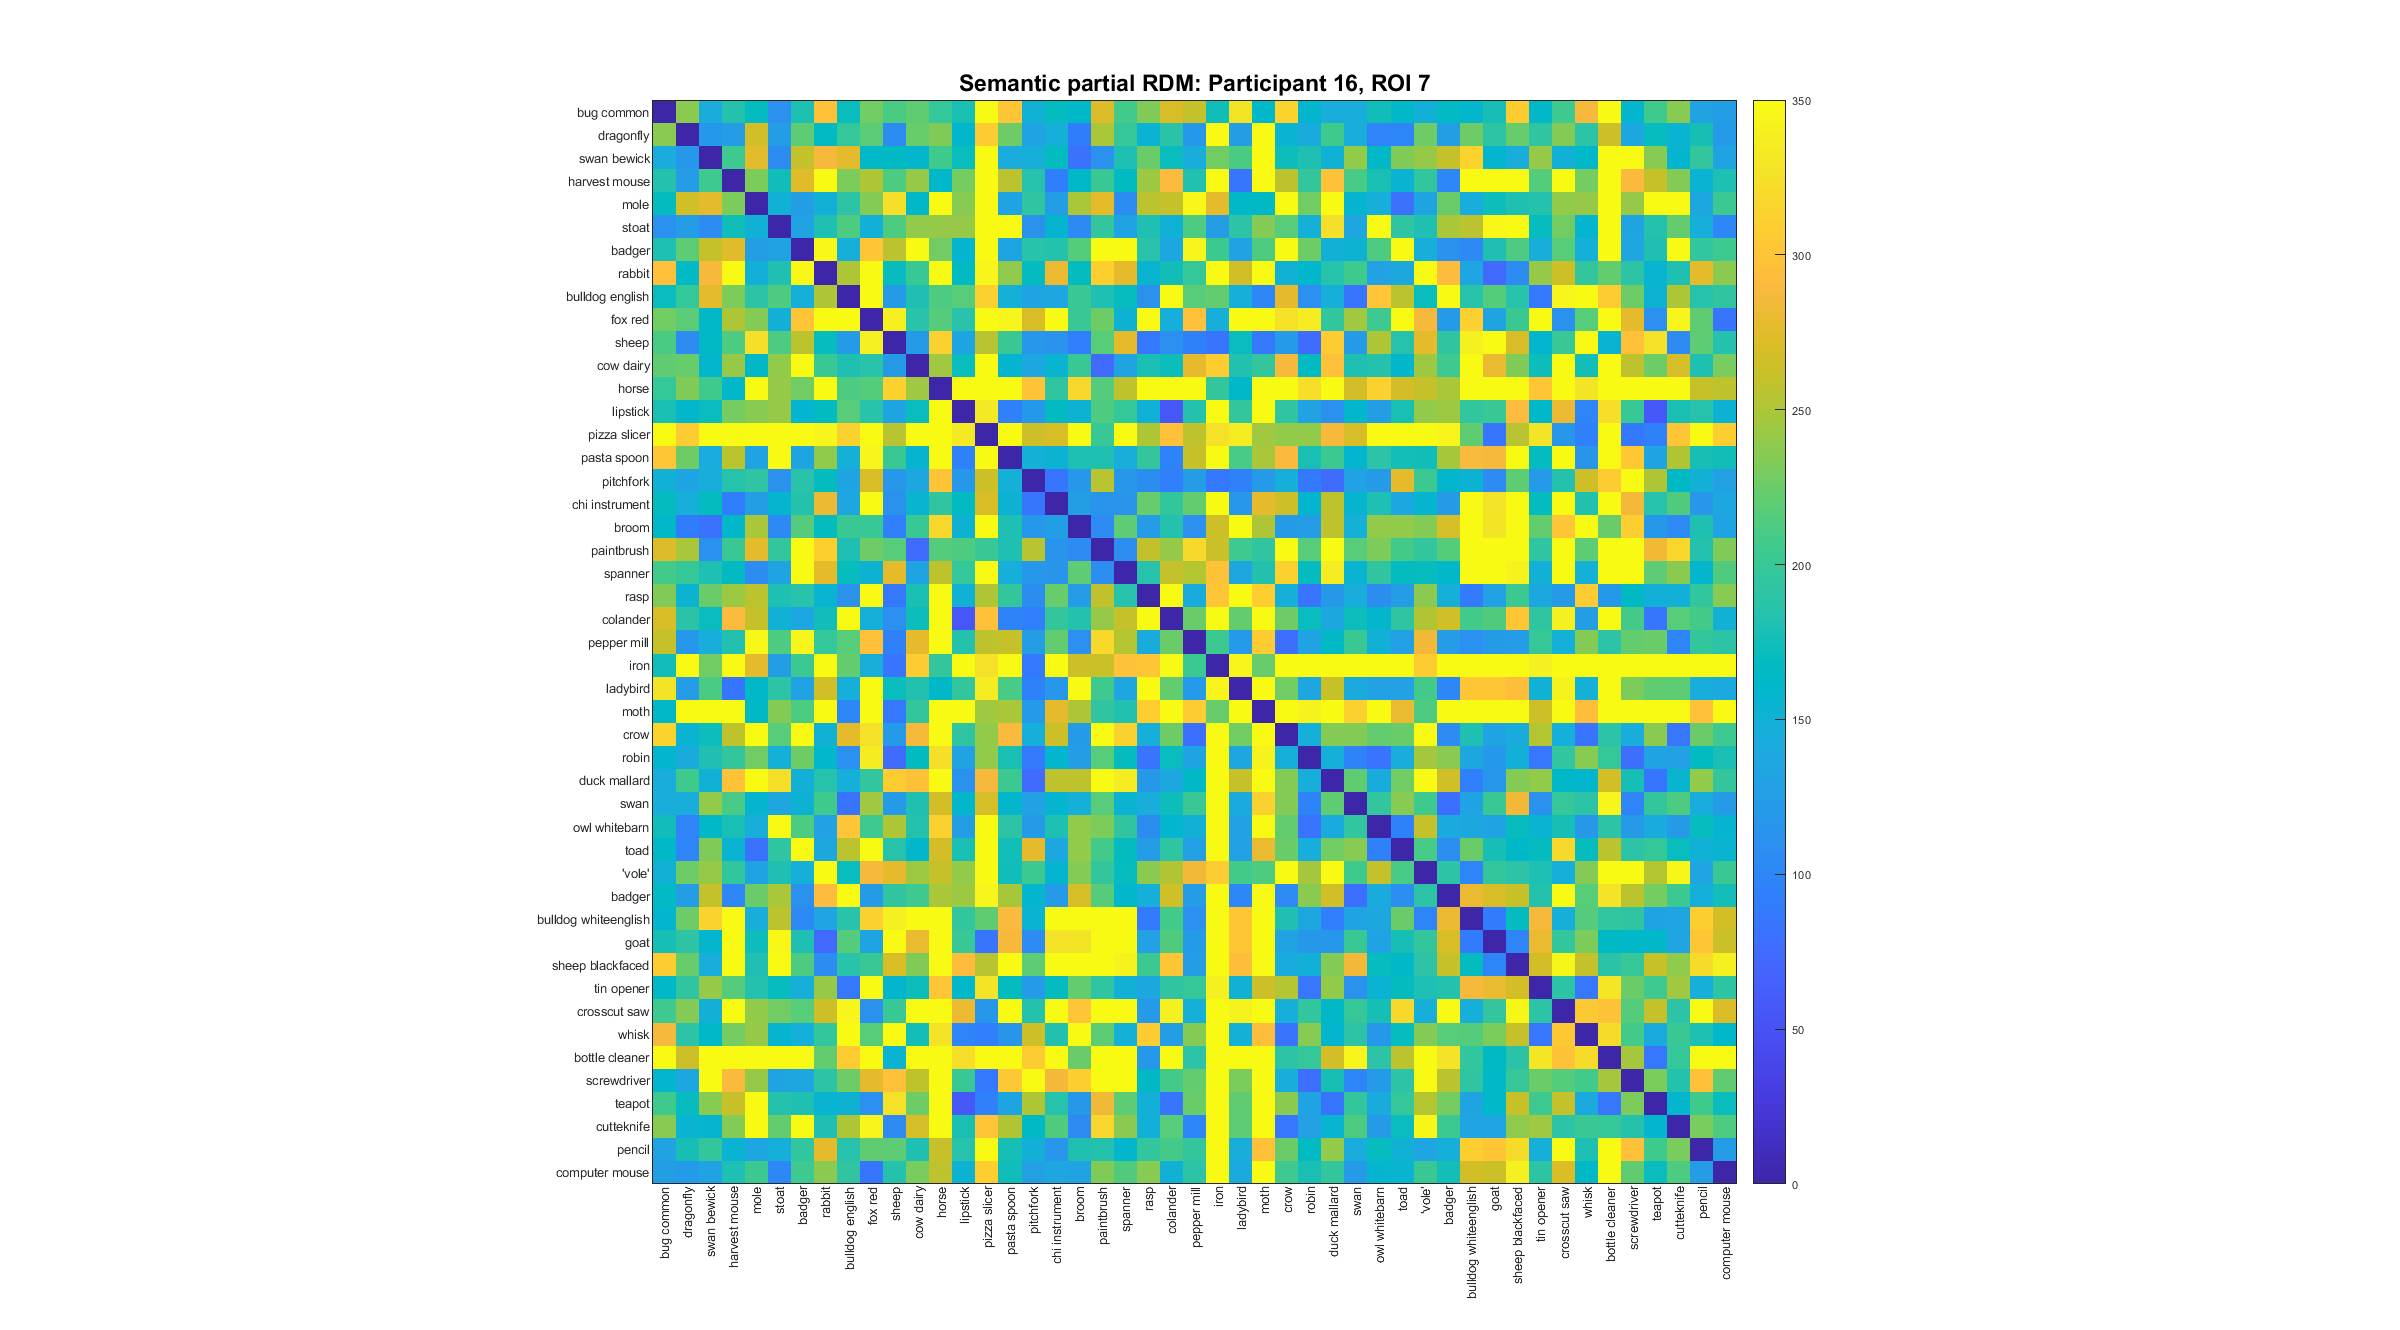 Semantic partial RDM: Participant 16, ROI 7
bug common
dragonfly
swan bewick
harvest mouse
mole
stoat
badger
rabbit
bulldog english
fox red
sheep
cow dairy
horse
lipstick
pizza slicer
pasta spoon
pitchfork
chi instrument
broom
paintbrush
spanner
rasp
colander
pepper mill
iron
ladybird
moth
crow
robin
duck mallard
swan
owl whitebarn
toad
'vole'
badger
bulldog whiteenglish
goat
sheep blackfaced
tin opener
crosscut saw
whisk
bottle cleaner
screwdriver
teapot
cutteknife
pencil
computer mouse
bug common
dragonfly
swan bewick
harvest mouse
mole
stoat
badger
rabbit
bulldog english
fox red
sheep
cow dairy
horse
lipstick
pizza slicer
pasta spoon
pitchfork
chi instrument
broom
paintbrush
spanner
rasp
colander
pepper mill
iron
ladybird
moth
crow
robin
duck mallard
swan
owl whitebarn
toad
'vole'
badger
bulldog whiteenglish
goat
sheep blackfaced
tin opener
crosscut saw
whisk
bottle cleaner
screwdriver
teapot
cutteknife
pencil
computer mouse
350
300
250
200
150
100
50
0